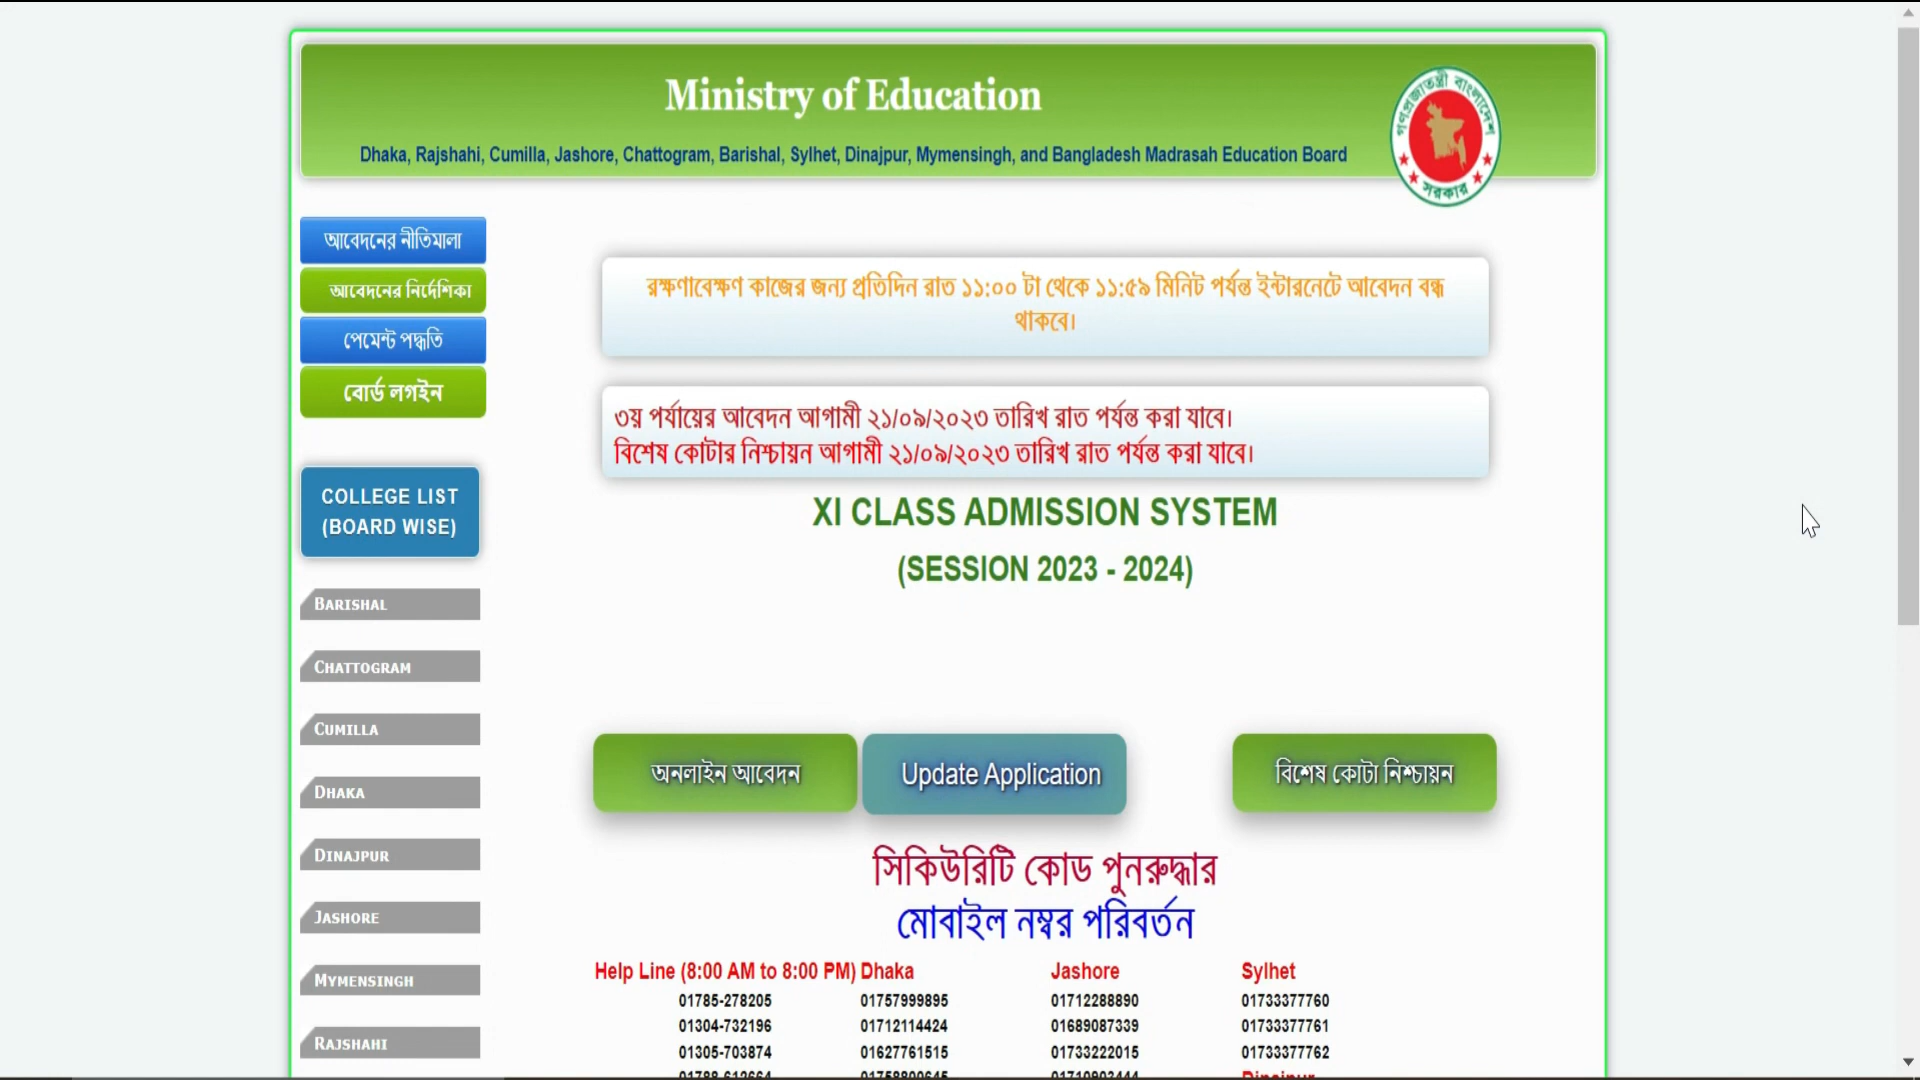 Ministry of Education
Dhaka, Rajshahi, Cumilla, Jashore, Chattogram, Barishal, Sylhet, Dinajpur, Mymensingh, and Bangladesh Madrasah Education Board
গণপ্রজাতন্ত্রী বাংলাদেশ
সরকার
আবেদনের নীতিমালা
আবেদনের নির্দেশিকা
পেমেন্ট পদ্ধতি
বোর্ড লগইন
COLLEGE LIST
(BOARD WISE)
BARISHAL
CHATTOGRAM
CUMILLA
DHAKA
DINAJPUR
JASHORE
MYMENSINGH
RAJSHAHI
রক্ষণাবেক্ষণ কাজের জন্য প্রতিদিন রাত ১১:০০ টা থেকে ১১:৫৯ মিনিট পর্যন্ত ইন্টারনেটে আবেদন বন্ধ
থাকবে।
৩য় পর্যায়ের আবেদন আগামী ২১/০৯/২০২৩ তারিখ রাত পর্যন্ত করা যাবে।
বিশেষ কোটার নিশ্চায়ন আগামী ২১/০৯/২০২৩ তারিখ রাত পর্যন্ত করা যাবে।
XI CLASS ADMISSION SYSTEM
(SESSION 2023 - 2024)
অনলাইন আবেদন Update Application বিশেষ কোটা নিশ্চায়ন
সিকিউরিটি কোড পুনরুদ্ধার
মোবাইল নম্বর পরিবর্তন
Help Line (8:00 AM to 8:00 PM) Dhaka Jashore Sylhet
01785-278205 01757999895 01712288890 01733377760
01304-732196 01712114424 01689087339 01733377761
01305-703874 01627761515 01733222015 01733377762